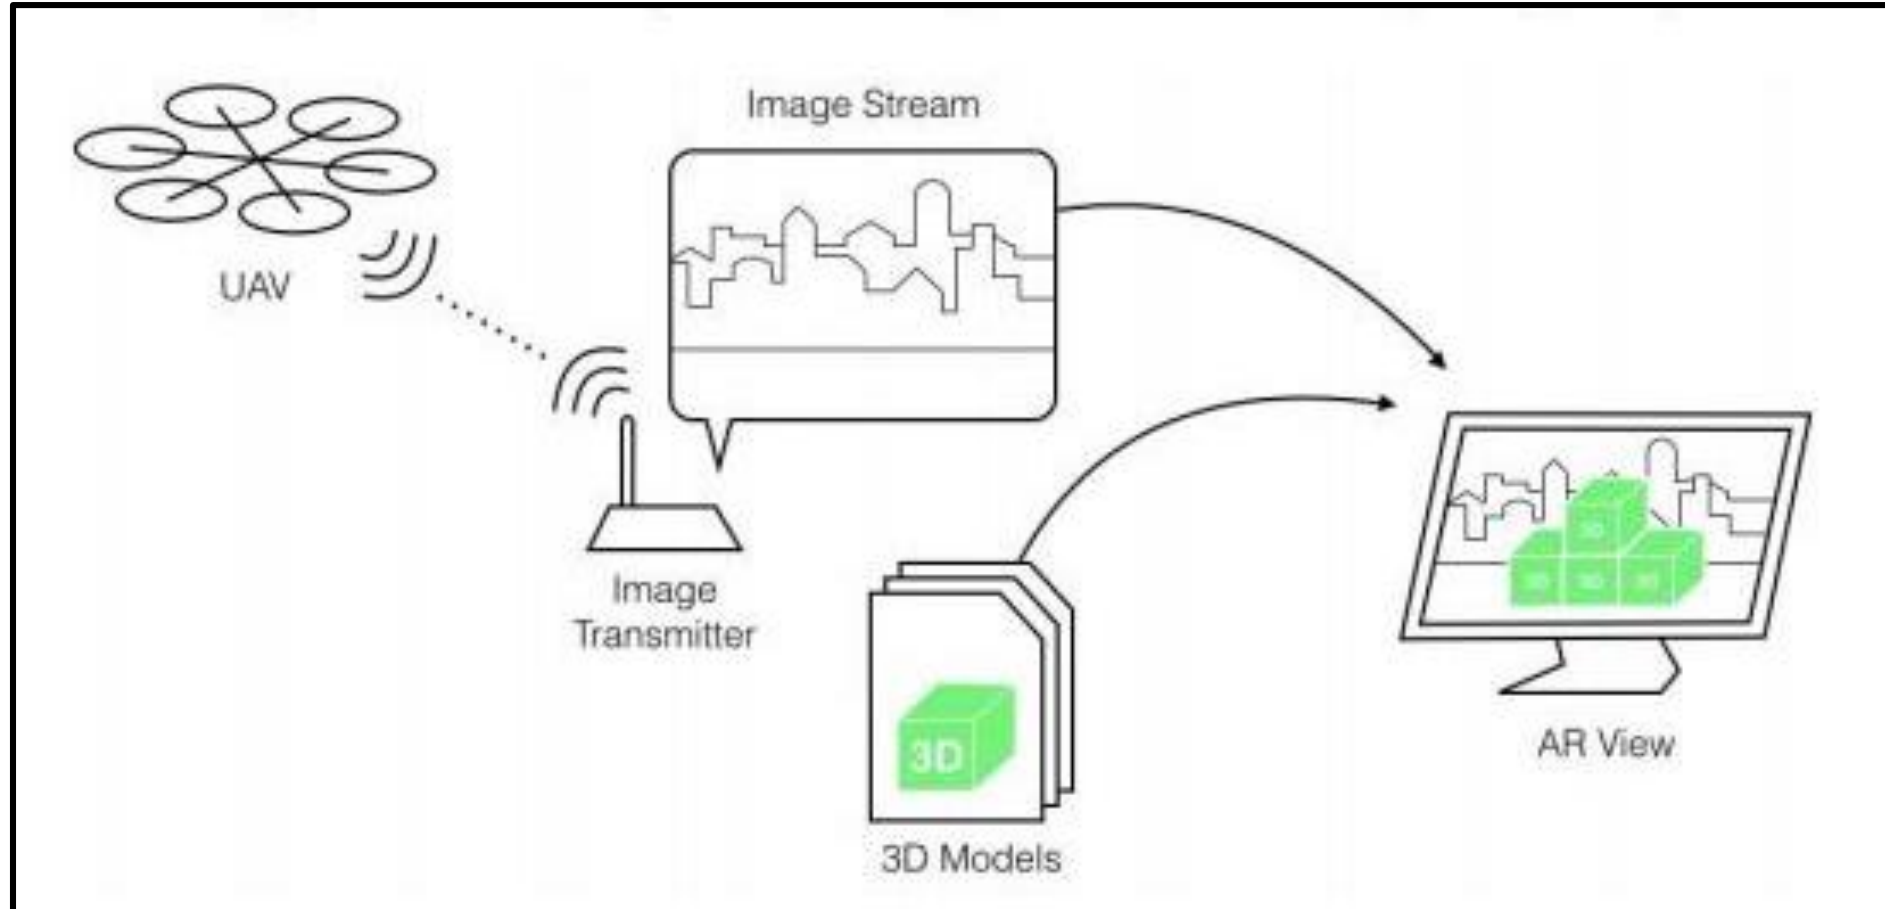 Image Stream
UAV
Image
Transmitter
3D
3D Models
3D
3D 3D 3D
AR View